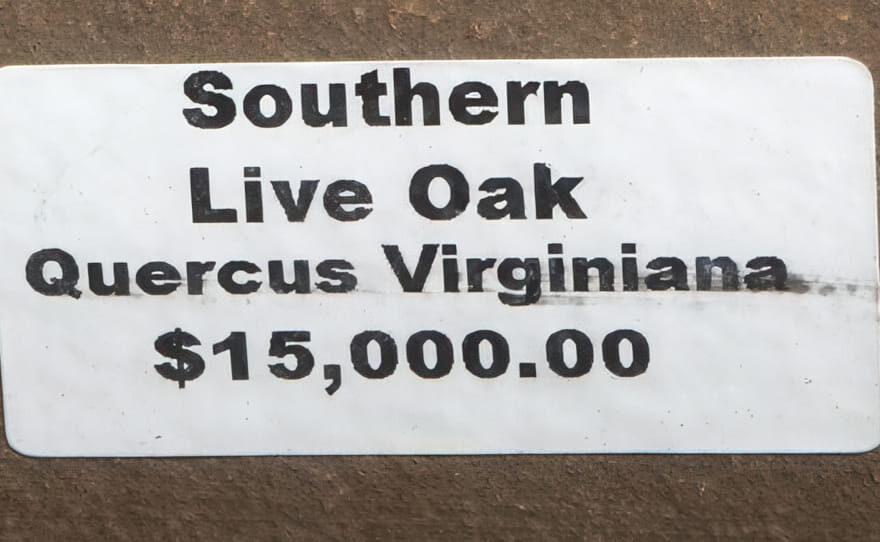 Southern
Live Oak
Quercus Virginiana
$15,000.00